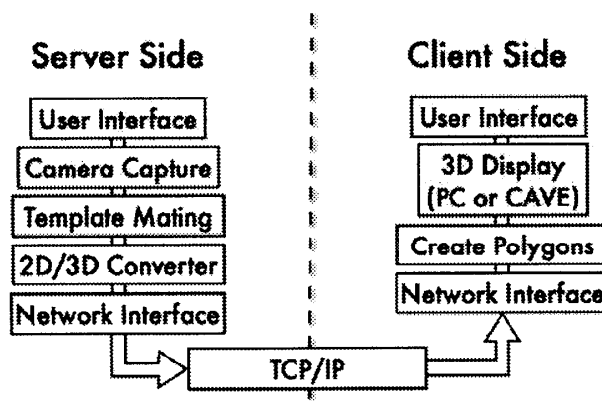 Server Side
User Interface
Camera Capture
Template Mating
2D/3D Converter
Network Interface
Client Side
User Interface
3D Display
(PC or CAVE)
Create Polygons
Network Interface
TCP/IP